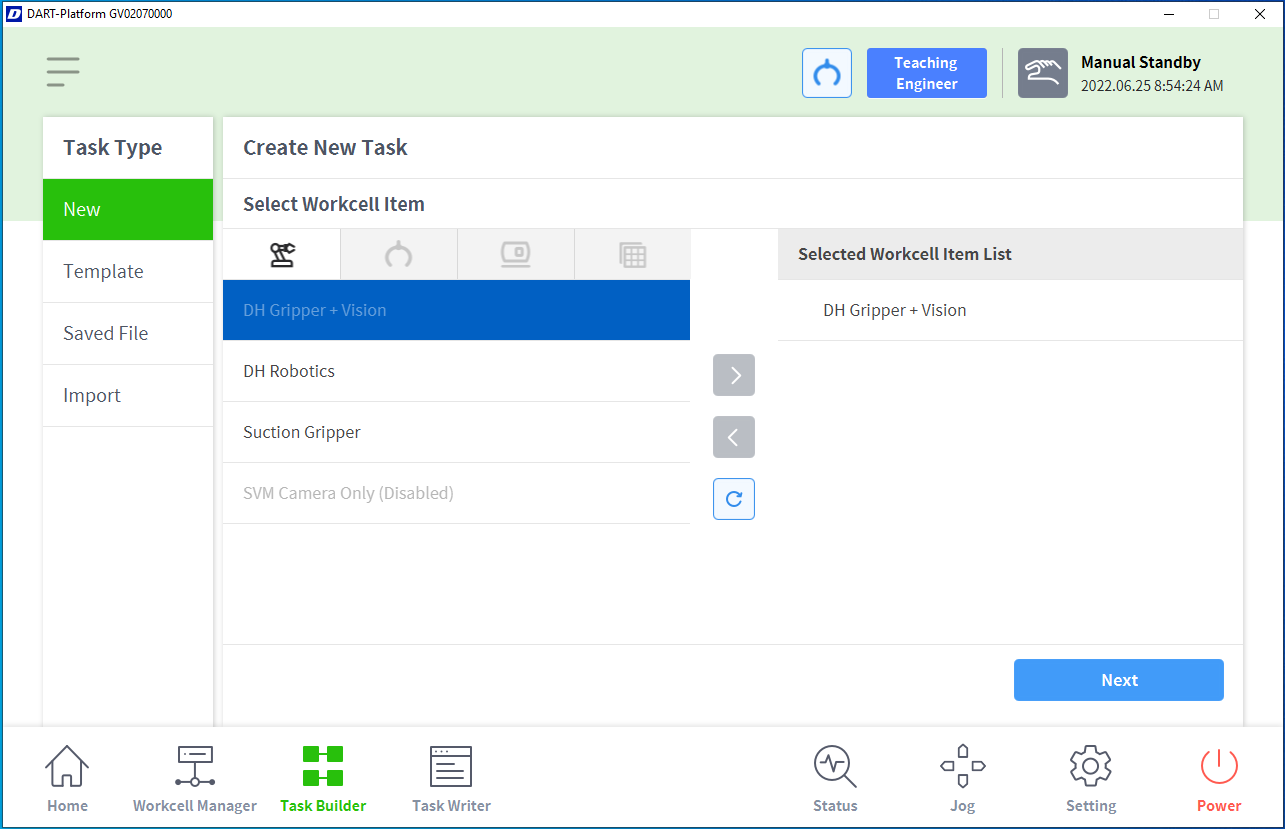 DART-Platform GV02070000
Teaching
Engineer
Manual Standby
2022.06.25 8:54:24 AM
Task Type
New
Template
Saved File
Import
Create New Task
Select Workcell Item
DH Gripper + Vision
DH Robotics
Suction Gripper
SVM Camera Only (Disabled)
Selected Workcell Item List
DH Gripper + Vision
Next
Home
Workcell Manager
Task Builder
Task Writer
Status
Jog
Setting
Power